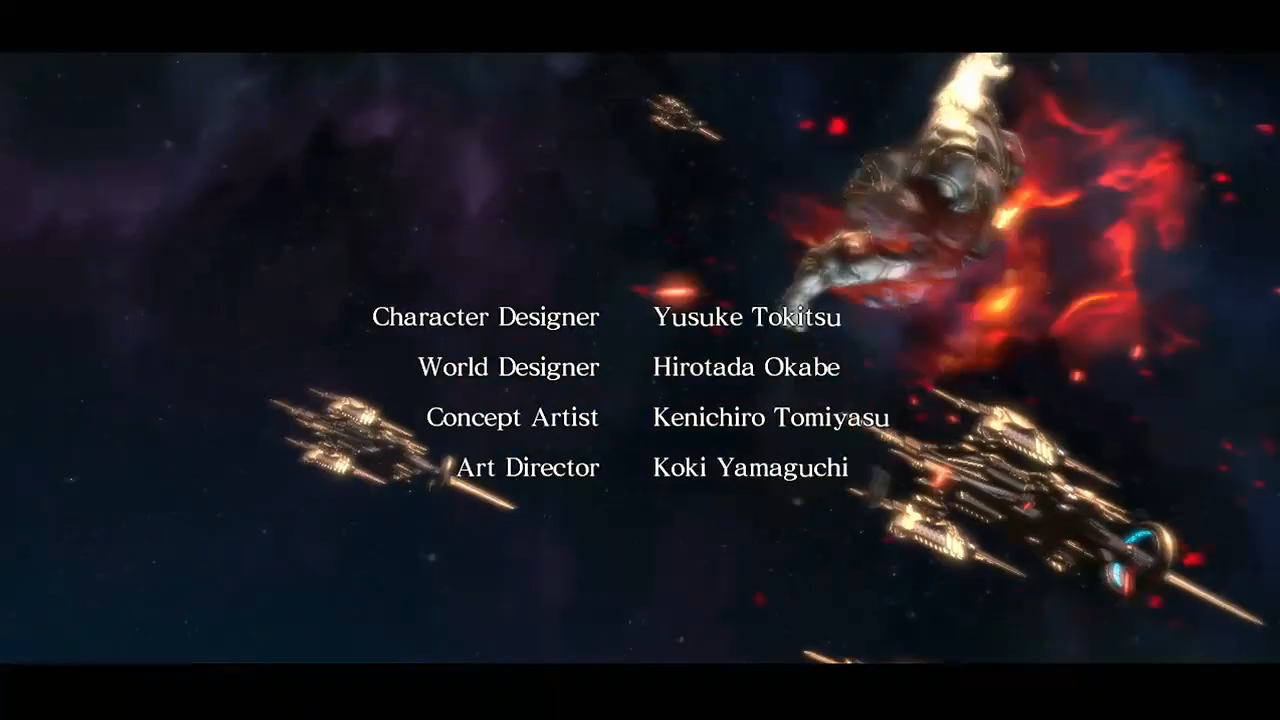 Character Designer Yusuke Tokitsu
World Designer Hirotada Okabe
Concept Artist Kenichiro Tomiyasu
Art Director Koki Yamaguchi